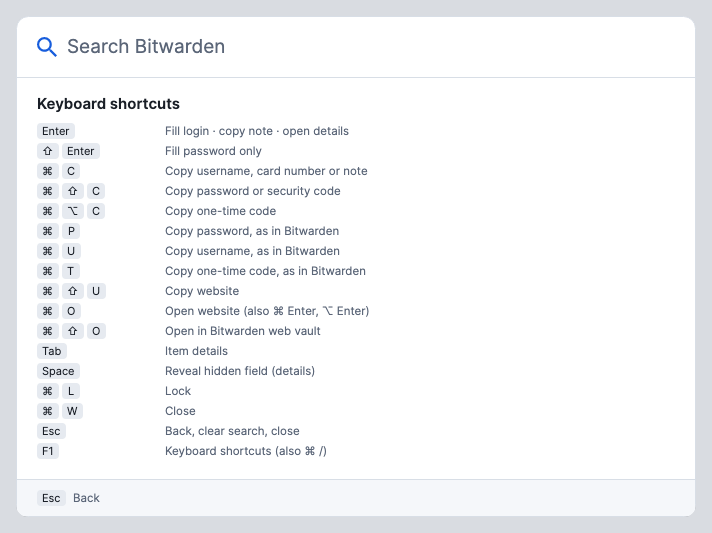 Search Bitwarden
Keyboard shortcuts
Enter Fill login · copy note · open details
⇧ Enter Fill password only
⌘ C Copy username, card number or note
⌘ ⇧ C Copy password or security code
⌘ ⌥ C Copy one-time code
⌘ P Copy password, as in Bitwarden
⌘ U Copy username, as in Bitwarden
⌘ T Copy one-time code, as in Bitwarden
⌘ ⇧ U Copy website
⌘ O Open website (also ⌘ Enter, ⌥ Enter)
⌘ ⇧ O Open in Bitwarden web vault
Tab Item details
Space Reveal hidden field (details)
⌘ L Lock
⌘ W Close
Esc Back, clear search, close
F1 Keyboard shortcuts (also ⌘ /)
Esc Back